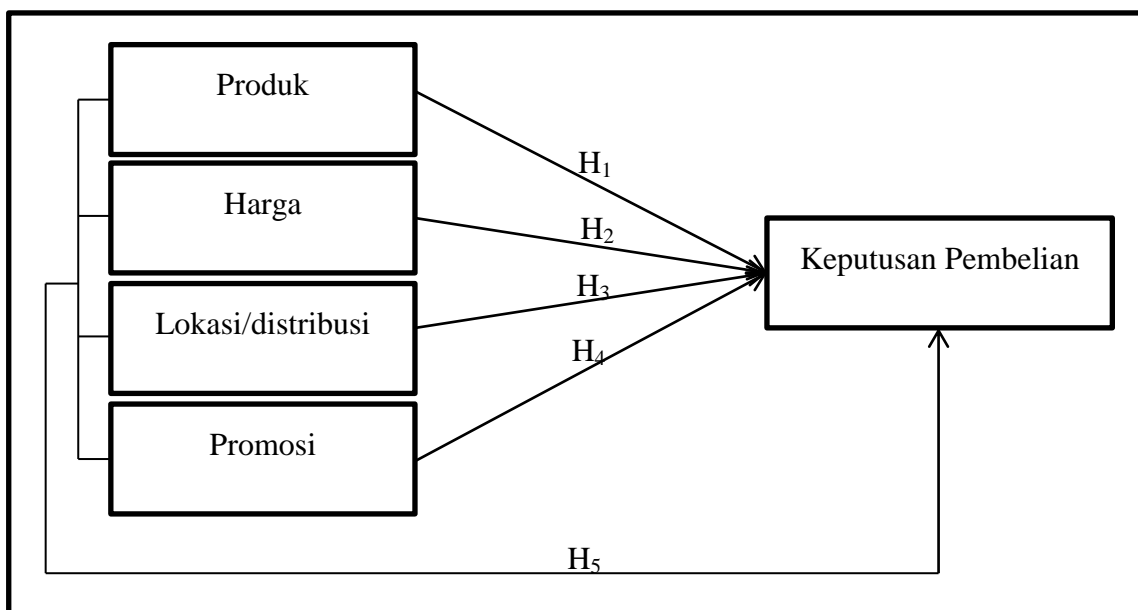 Produk
H₁
Harga
H₂
Keputusan Pembelian
H₃
Lokasi/distribusi
H₄
Promosi
H₅